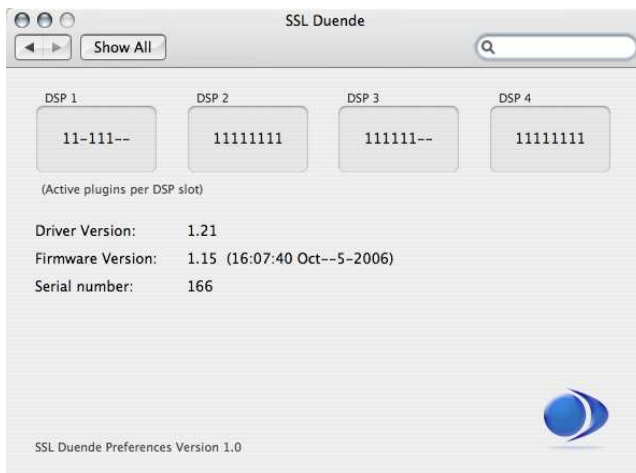 SSL Duende
Show All
DSP 1 DSP 2 DSP 3 DSP 4
11-111-- 11111111 111111-- 11111111
(Active plugins per DSP slot)
Driver Version: 1.21
Firmware Version: 1.15 (16:07:40 Oct--5-2006)
Serial number: 166
SSL Duende Preferences Version 1.0